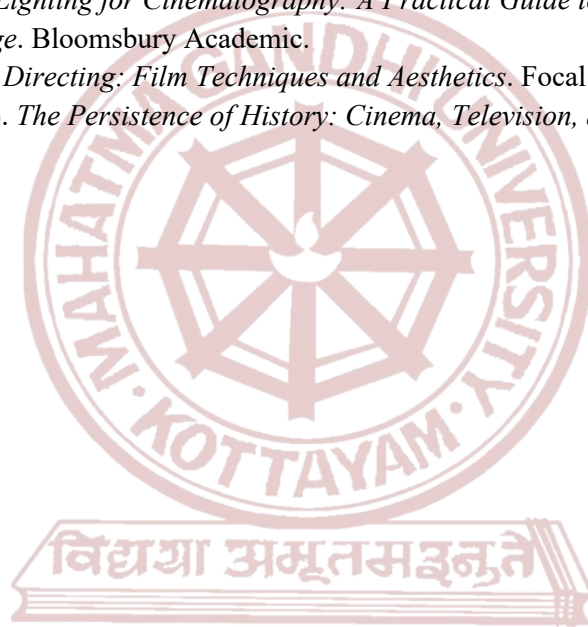 Lighting for Cinematography: A Practical Guide to
ge. Bloomsbury Academic.
Directing: Film Techniques and Aesthetics. Focal
. The Persistence of History: Cinema, Television,
MAHATMA GANDHI UNIVERSITY
• KOTTAYAM •
विद्यया अमृतमश्नुते